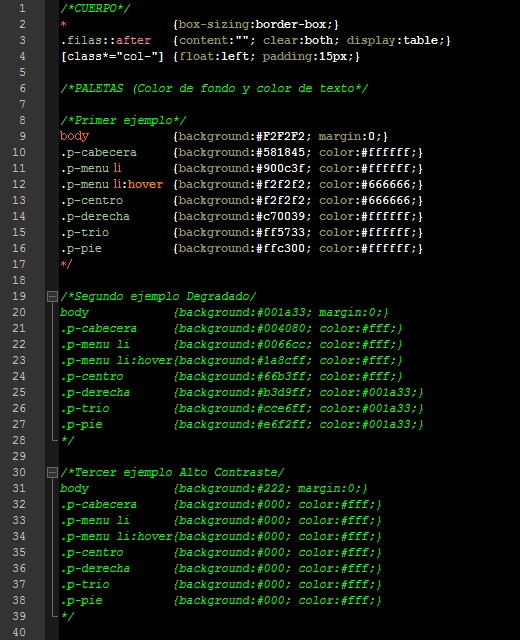 1 /*CUERPO*/
2 * {box-sizing:border-box;}
3 .filas::after {content:""; clear:both; display:table;}
4 [class*="col-"] {float:left; padding:15px;}
5
6 /*PALETAS (Color de fondo y color de texto*/
7
8 /*Primer ejemplo*/
9 body {background:#F2F2F2; margin:0;}
10 .p-cabecera {background:#581845; color:#ffffff;}
11 .p-menu li {background:#900c3f; color:#ffffff;}
12 .p-menu li:hover {background:#f2f2f2; color:#666666;}
13 .p-centro {background:#f2f2f2; color:#666666;}
14 .p-derecha {background:#c70039; color:#ffffff;}
15 .p-trio {background:#ff5733; color:#ffffff;}
16 .p-pie {background:#ffc300; color:#ffffff;}
17 */
18
19 /*Segundo ejemplo Degradado/
20 body {background:#001a33; margin:0;}
21 .p-cabecera {background:#004080; color:#fff;}
22 .p-menu li {background:#0066cc; color:#fff;}
23 .p-menu li:hover{background:#1a8cff; color:#fff;}
24 .p-centro {background:#66b3ff; color:#fff;}
25 .p-derecha {background:#b3d9ff; color:#001a33;}
26 .p-trio {background:#cce6ff; color:#001a33;}
27 .p-pie {background:#e6f2ff; color:#001a33;}
28 */
29
30 /*Tercer ejemplo Alto Contraste/
31 body {background:#222; margin:0;}
32 .p-cabecera {background:#000; color:#fff;}
33 .p-menu li {background:#000; color:#fff;}
34 .p-menu li:hover{background:#000; color:#fff;}
35 .p-centro {background:#000; color:#fff;}
36 .p-derecha {background:#000; color:#fff;}
37 .p-trio {background:#000; color:#fff;}
38 .p-pie {background:#000; color:#fff;}
39 */
40